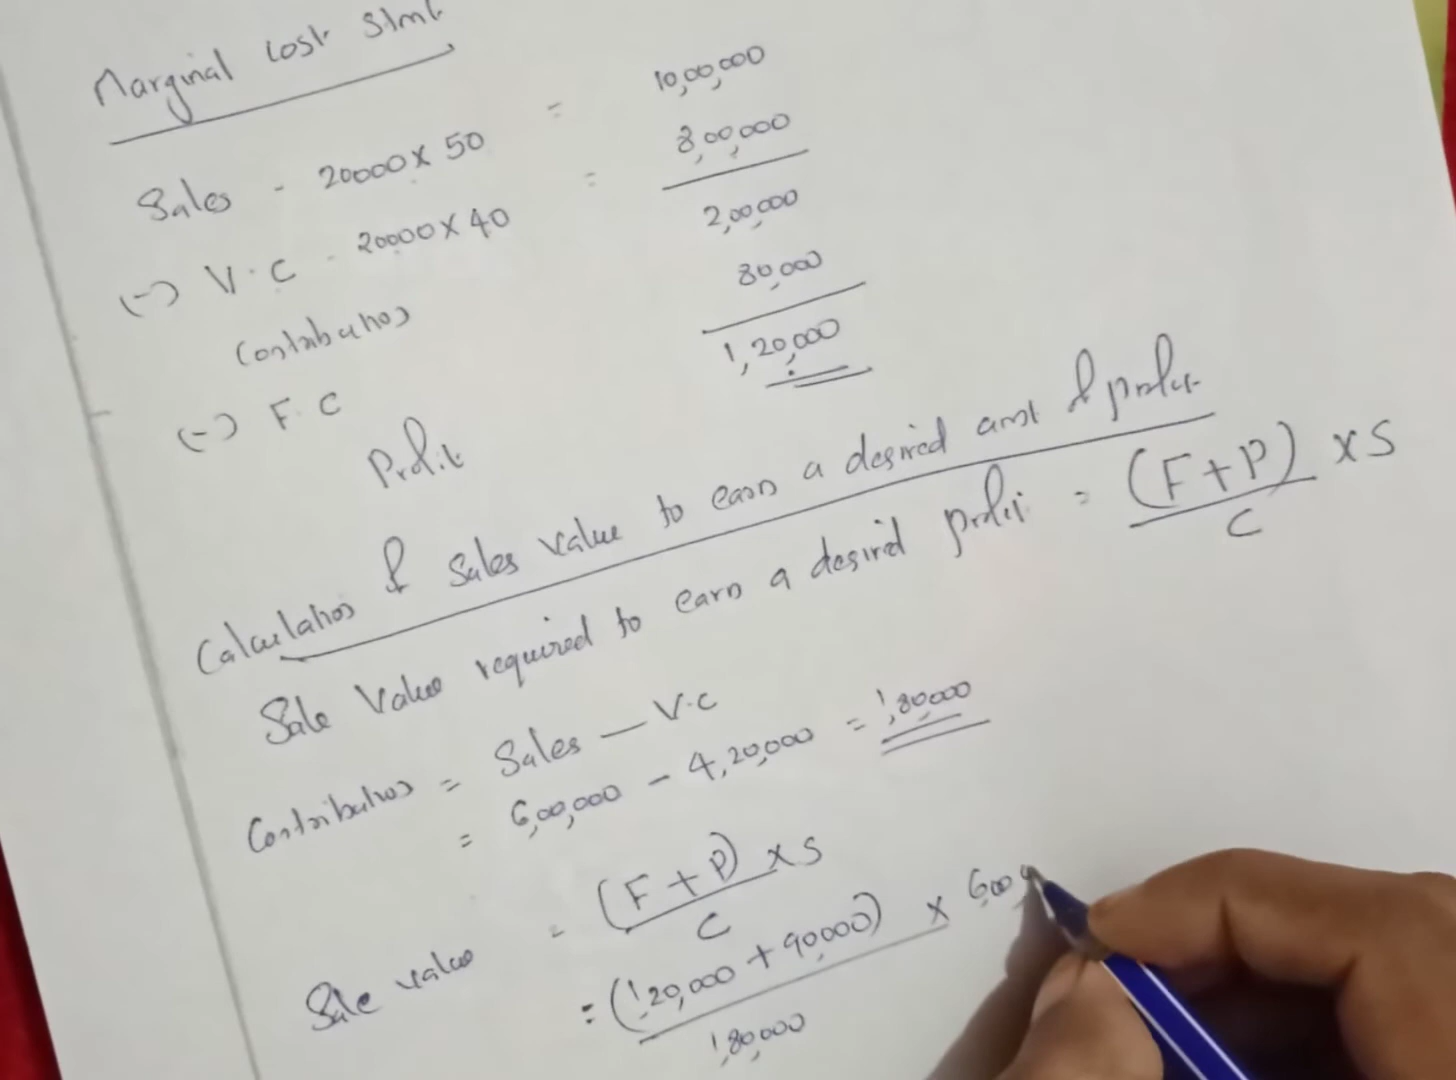 Marginal Cost Stmt
Sales - 20000 X 50 = 10,00,000
(-) V.C - 20000 X 40 = 8,00,000
Contribution 2,00,000
(-) F.C 80,000
Profit 1,20,000
Calculation of Sales value to earn a desired amt of profit
Sale Value required to earn a desired profit = (F+P) X S
C
Contribution = Sales - V.C
= 6,00,000 - 4,20,000 = 1,80,000
Sale value = (F + P) X S
C
= (1,20,000 + 90,000) X 600
1,80,000